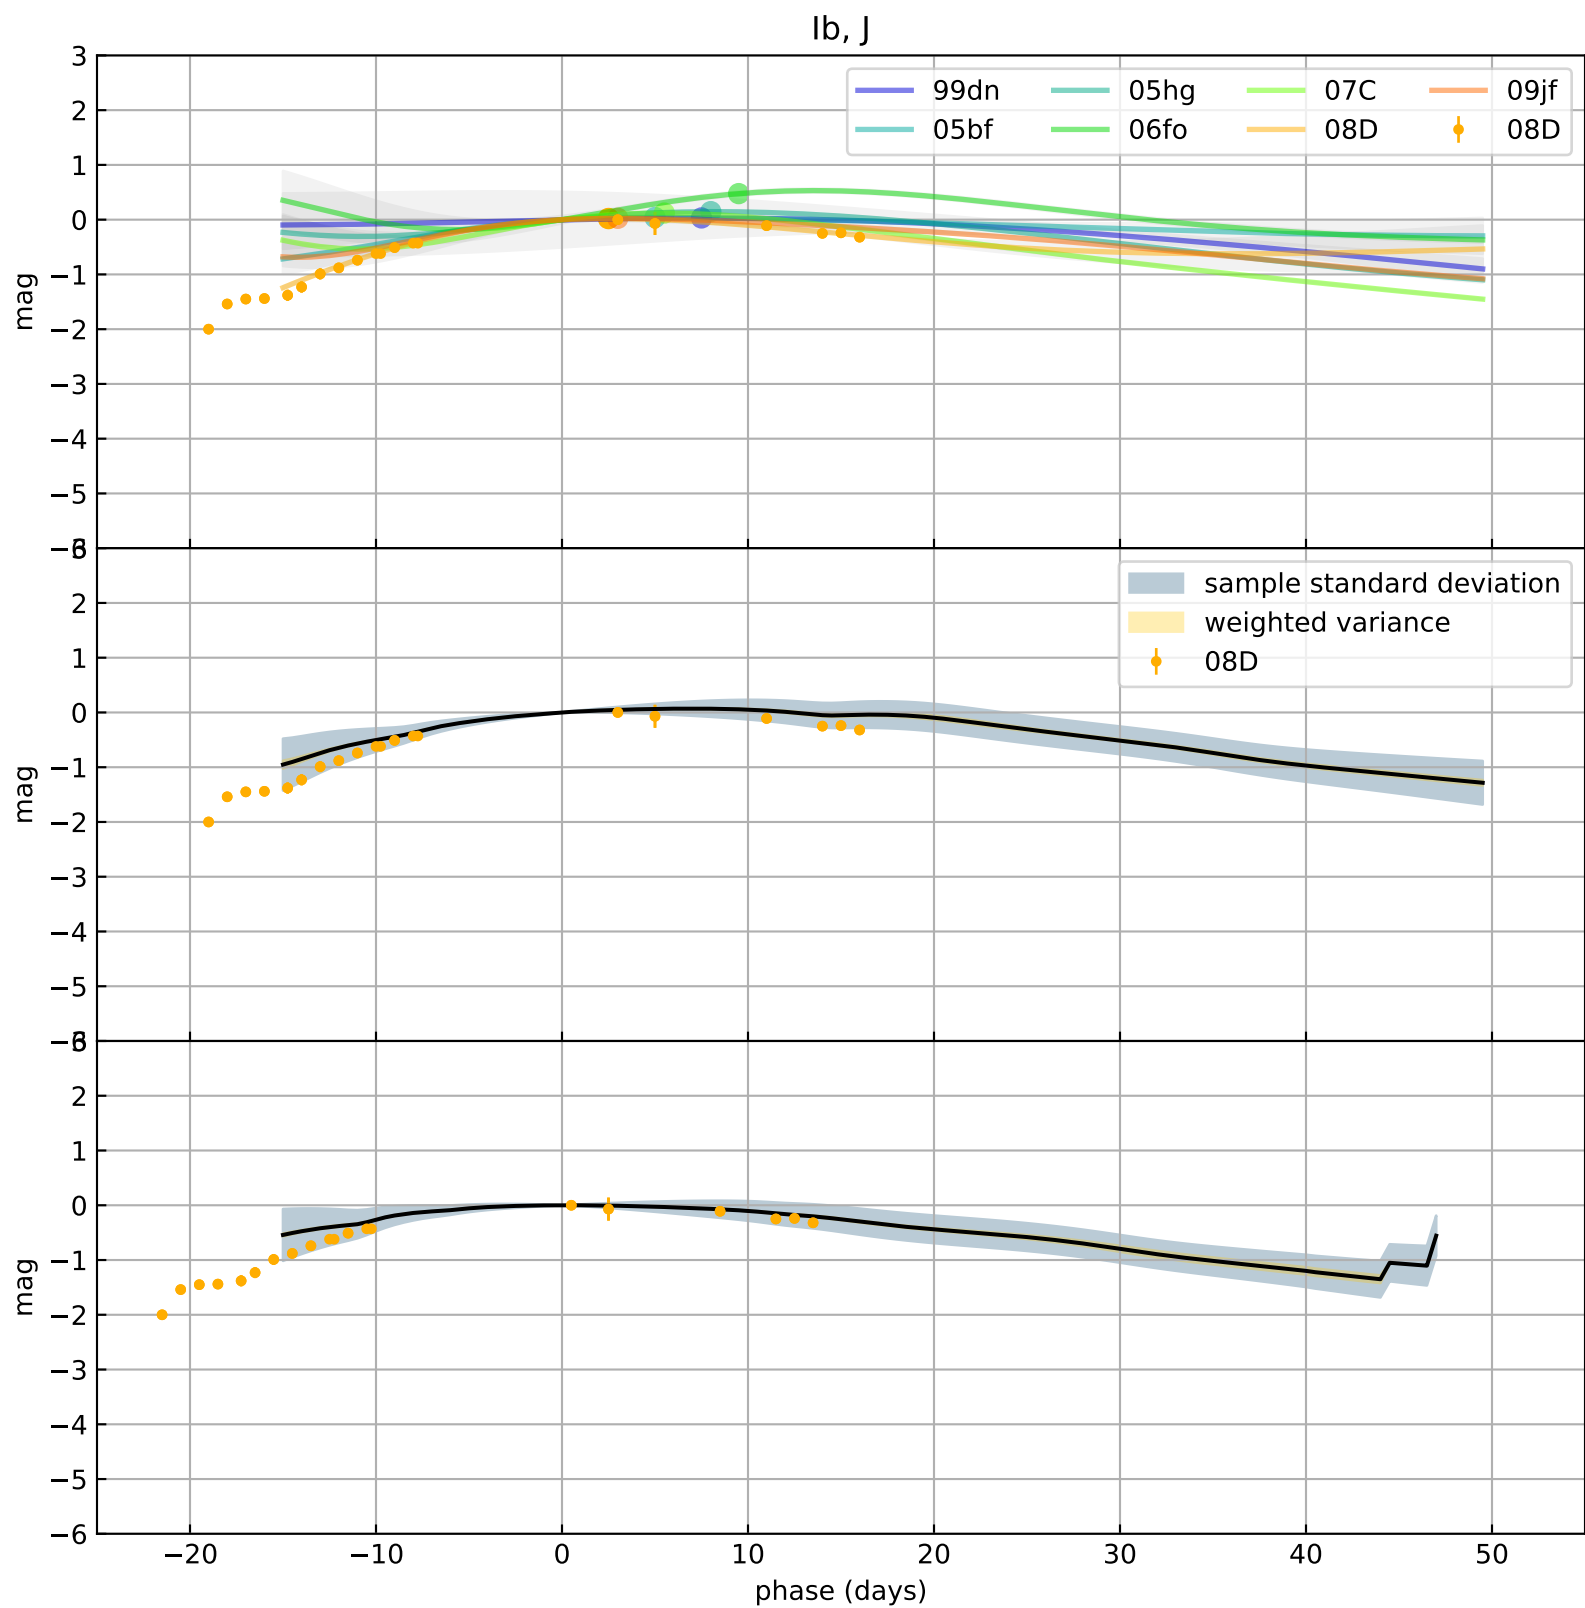 Ib, J
99dn 05hg 07C 09jf
05bf 06fo 08D 08D
3
2
1
0
−1
−2
−3
−4
−5
−6
mag
sample standard deviation
weighted variance
08D
3
2
1
0
−1
−2
−3
−4
−5
−6
mag
3
2
1
0
−1
−2
−3
−4
−5
−6
mag
−20 −10 0 10 20 30 40 50
phase (days)